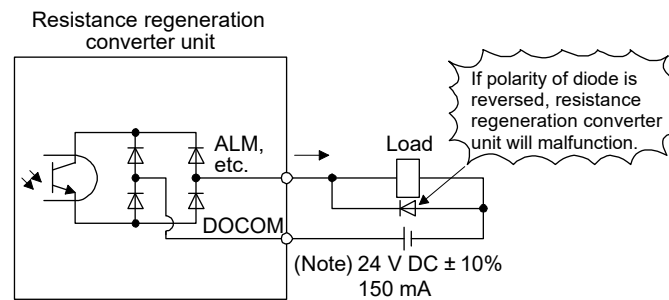 Resistance regeneration
converter unit
If polarity of diode is
reversed, resistance
regeneration converter
unit will malfunction.
ALM,
etc.
Load
DOCOM
(Note) 24 V DC ± 10%
150 mA